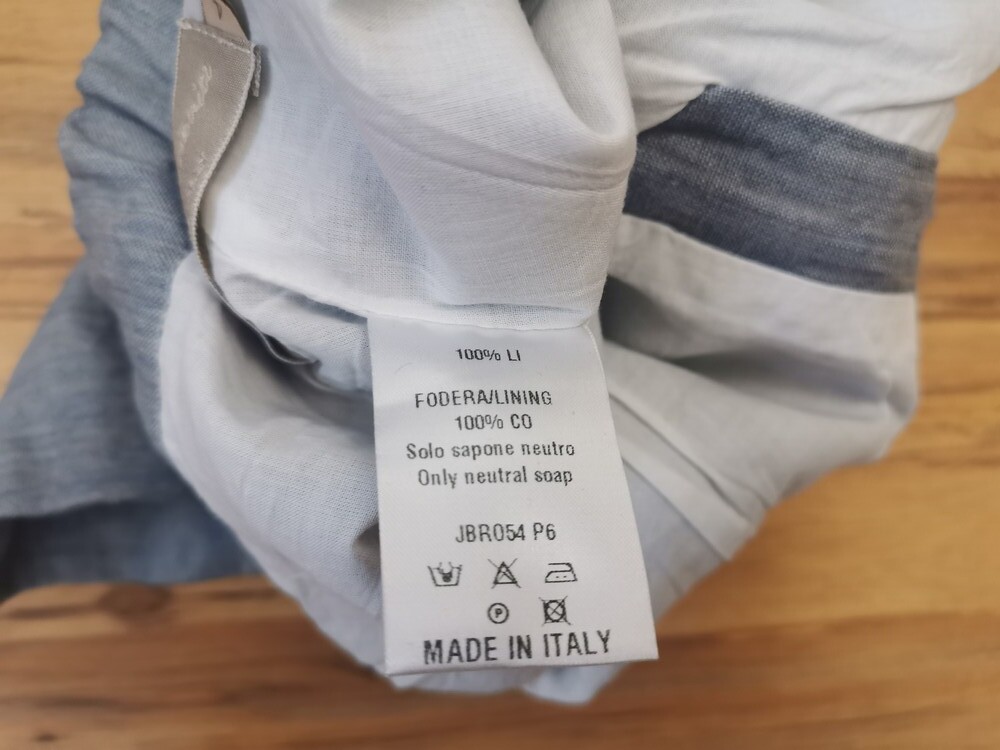 100% LI
FODERA/LINING
100% CO
Solo sapone neutro
Only neutral soap
JBR054 P6
P
MADE IN ITALY